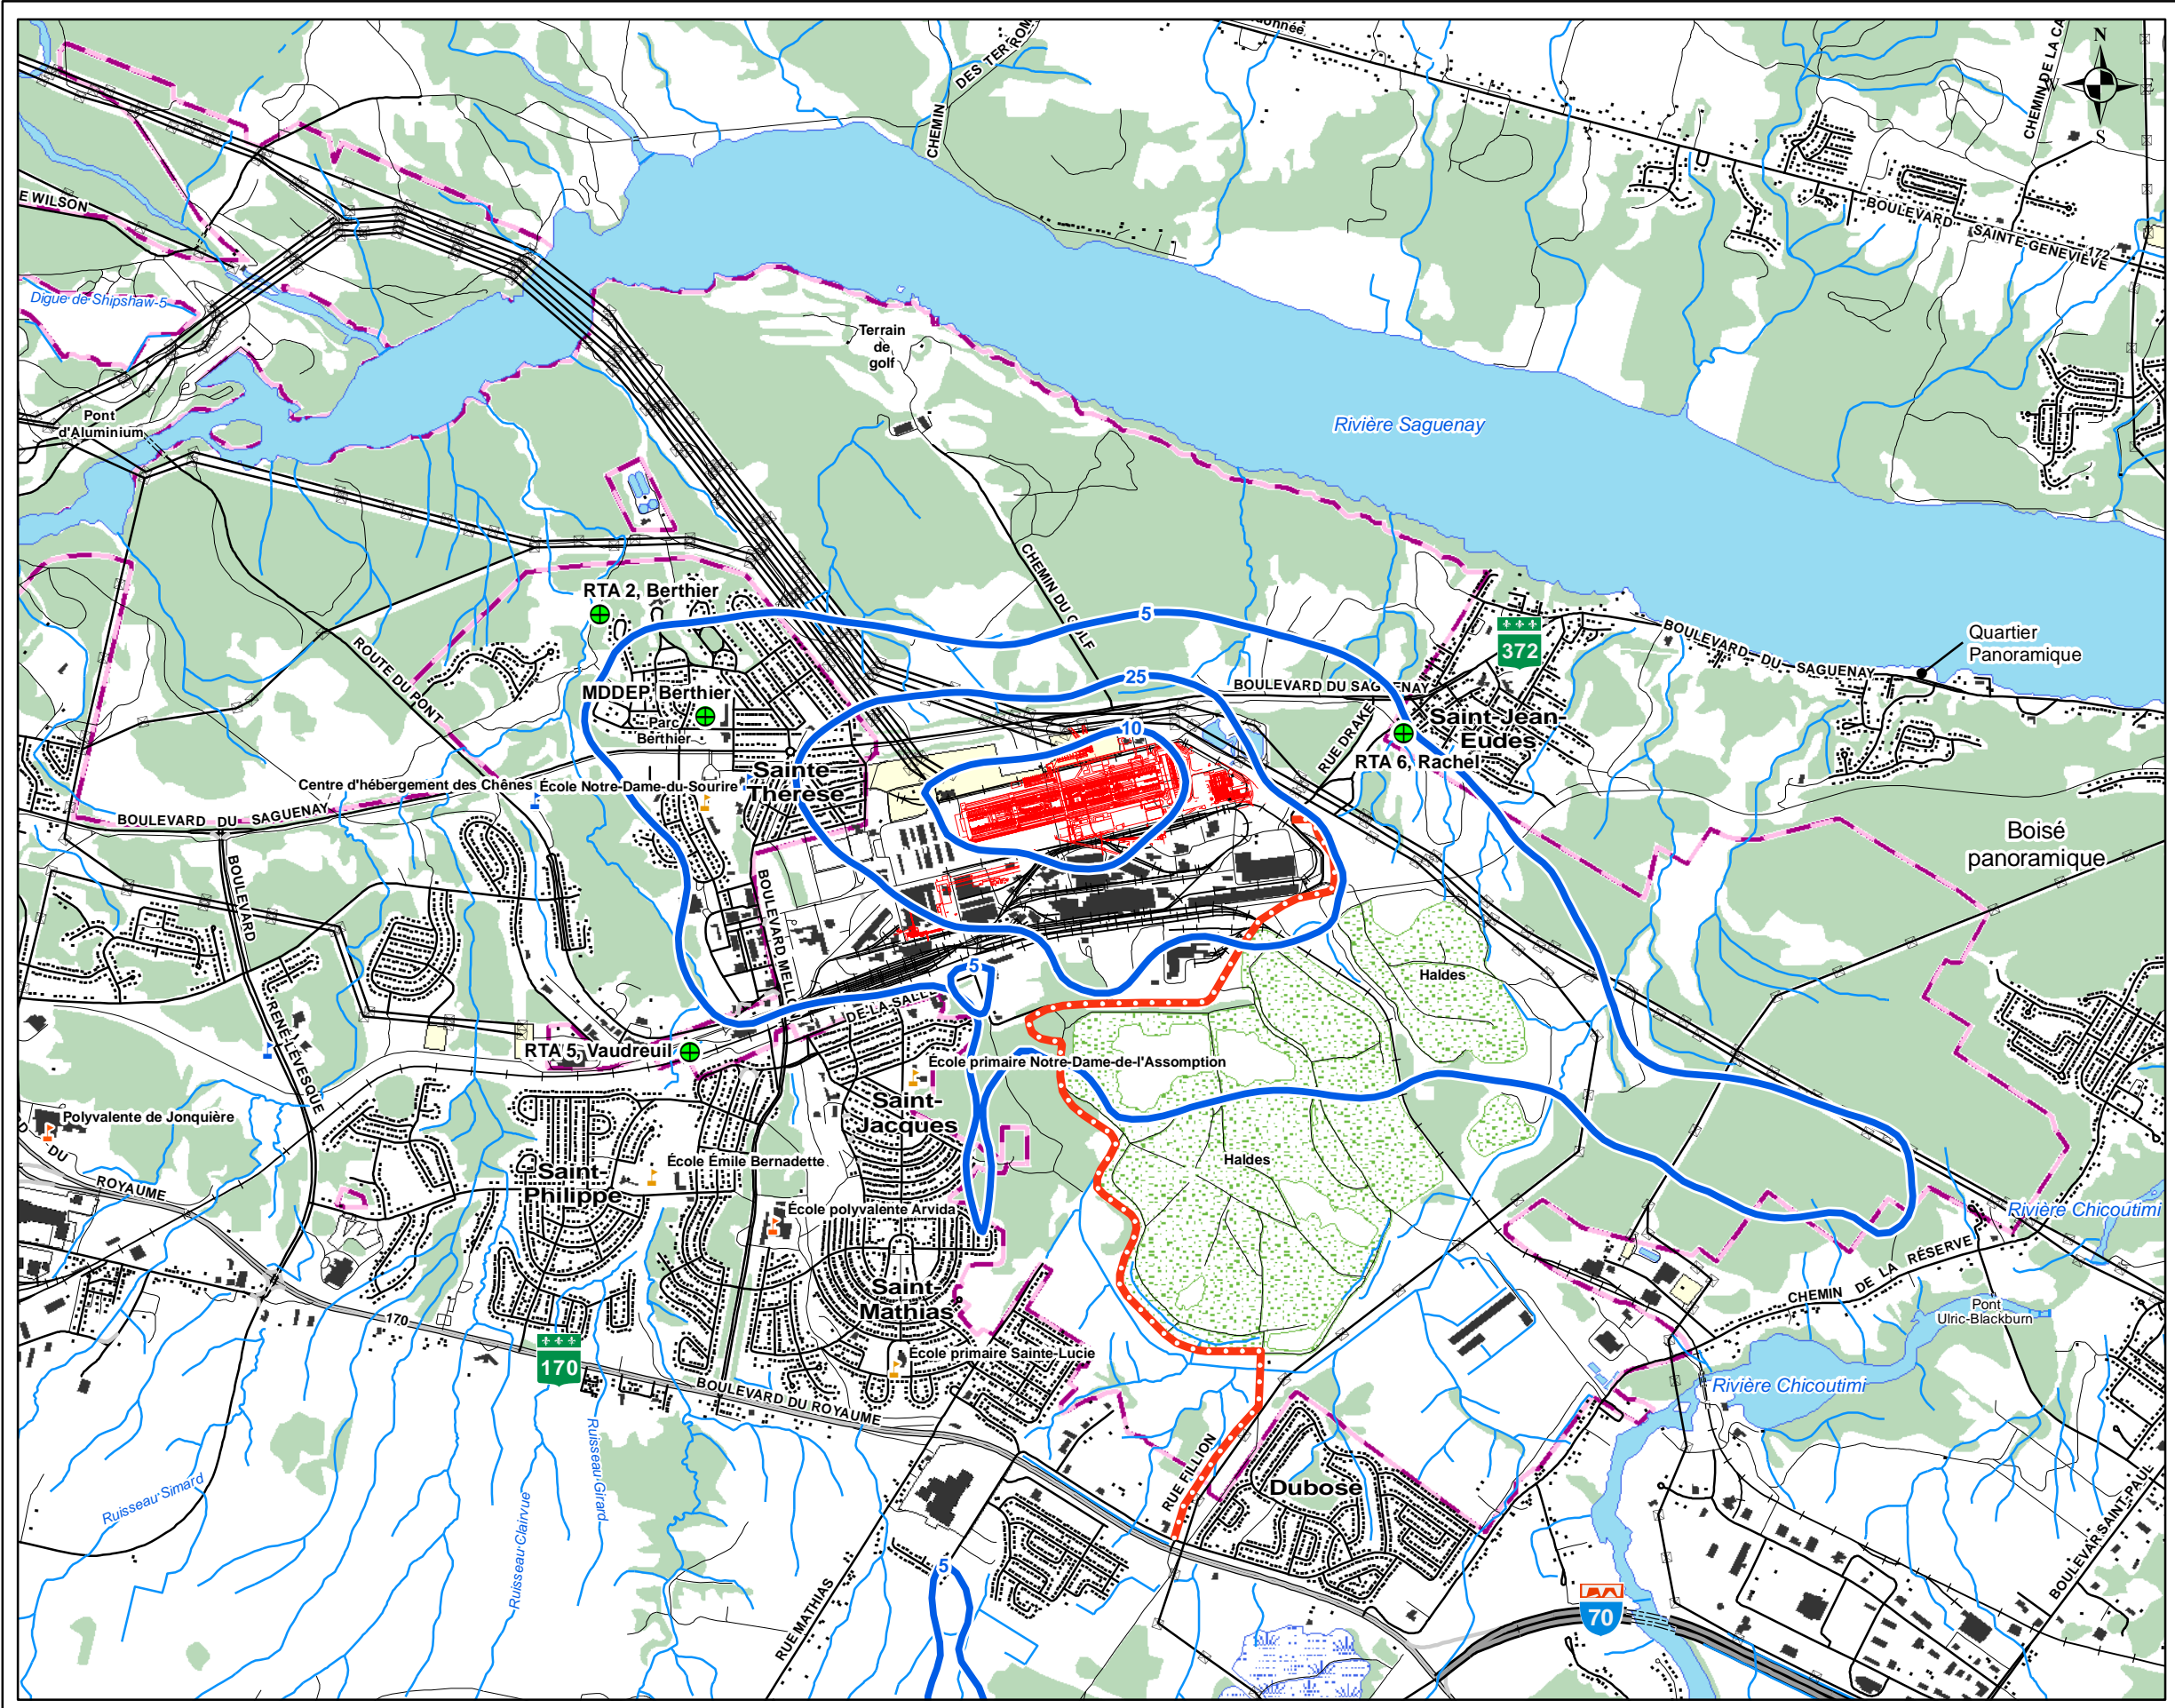 N
S
DES TERR
CHEMIN
CHEMIN DE LA CA
E WILSON
BOULEVARD SAINTE-GENEVIÈVE
172
Digue de Shipshaw-5
Terrain
de
golf
Pont
d'Aluminium
Rivière Saguenay
CHEMIN DU GOLF
RTA 2, Berthier
5
372
BOULEVARD DU SAGUENAY
Quartier
Panoramique
ROUTE DU PONT
25
BOULEVARD DU SAGUENAY
MDDEP, Berthier
Parc
Berthier
10
RUE DRAKE
Saint-Jean-
Eudes
RTA 6, Rachel
Sainte
Thérèse
Centre d'hébergement des Chênes
École Notre-Dame-du-Sourire
BOULEVARD DU SAGUENAY
Boisé
panoramique
BOULEVARD
RENÉ-LÉVESQUE
BOULEVARD MELLO
5
Haldes
DE LA SALLE
RTA 5, Vaudreuil
École primaire Notre-Dame-de-l'Assomption
Saint-
Jacques
Polyvalente de Jonquière
DU
ROYAUME
École Émile Bernadette
Saint-
Philippe
Haldes
École polyvalente Arvida
Rivière Chicoutimi
CHEMIN DE LA RÉSERVE
Saint
Mathias
Pont
Ulric-Blackburn
170
170
École primaire Sainte-Lucie
BOULEVARD DU ROYAUME
Rivière Chicoutimi
Ruisseau Simard
Ruisseau Clairvue
Ruisseau Girard
RUE FILLION
Dubose
5
RUE MATHIAS
70
BOULEVAR SAINT-PAUL